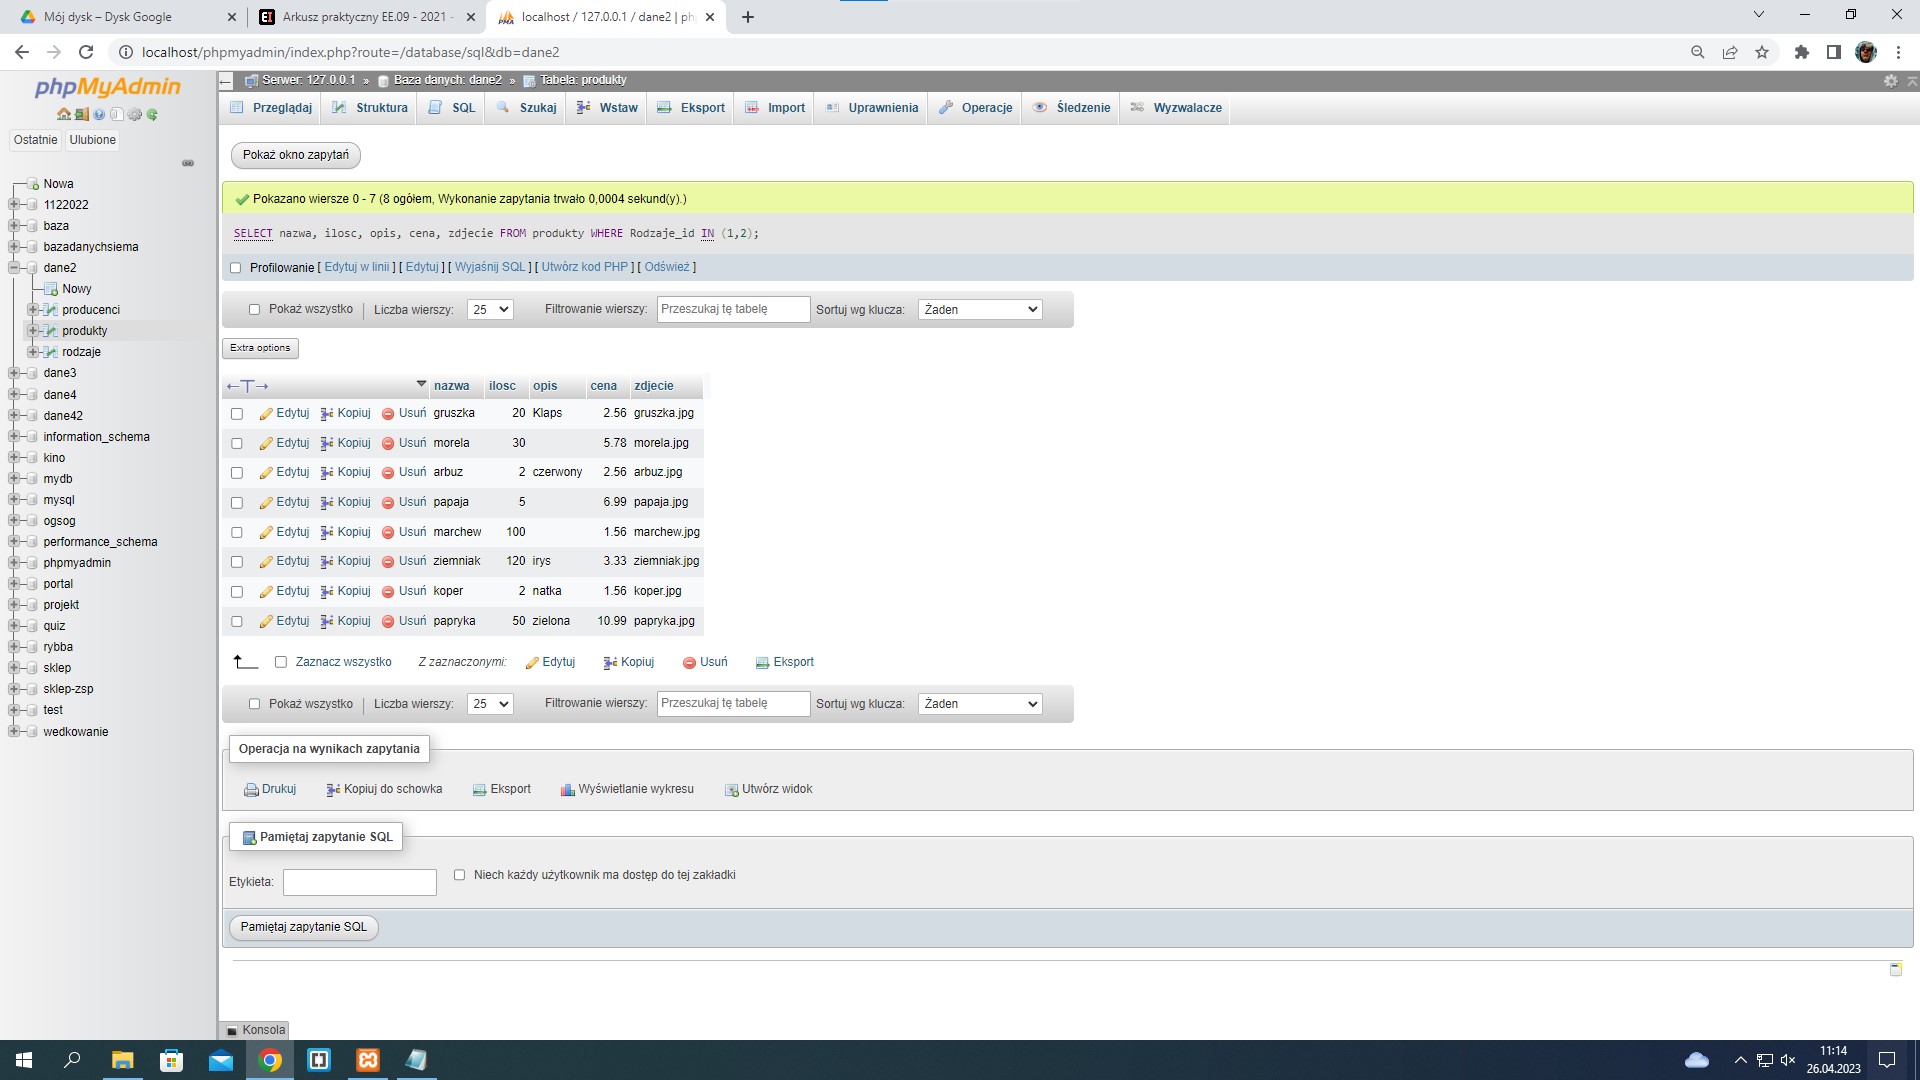 Mój dysk – Dysk Google
Arkusz praktyczny EE.09 - 2021 -
localhost / 127.0.0.1 / dane2 | ph
localhost/phpmyadmin/index.php?route=/database/sql&db=dane2
phpMyAdmin
Ostatnie Ulubione
Nowa
1122022
baza
bazadanychsiema
dane2
Nowy
producenci
produkty
rodzaje
dane3
dane4
dane42
information_schema
kino
mydb
mysql
ogsog
performance_schema
phpmyadmin
portal
projekt
quiz
rybba
sklep
sklep-zsp
test
wedkowanie
Serwer: 127.0.0.1 » Baza danych: dane2 » Tabela: produkty
Przeglądaj Struktura SQL Szukaj Wstaw Eksport Import Uprawnienia Operacje Śledzenie Wyzwalacze
Pokaż okno zapytań
Pokazano wiersze 0 - 7 (8 ogółem, Wykonanie zapytania trwało 0,0004 sekund(y).)
SELECT nazwa, ilosc, opis, cena, zdjecie FROM produkty WHERE Rodzaje_id IN (1,2);
Profilowanie [ Edytuj w linii ] [ Edytuj ] [ Wyjaśnij SQL ] [ Utwórz kod PHP ] [ Odśwież ]
Pokaż wszystko | Liczba wierszy: 25 Filtrowanie wierszy: Przeszukaj tę tabelę Sortuj wg klucza: Żaden
Extra options
←T→ nazwa ilosc opis cena zdjecie
Edytuj Kopiuj Usuń gruszka 20 Klaps 2.56 gruszka.jpg
Edytuj Kopiuj Usuń morela 30 5.78 morela.jpg
Edytuj Kopiuj Usuń arbuz 2 czerwony 2.56 arbuz.jpg
Edytuj Kopiuj Usuń papaja 5 6.99 papaja.jpg
Edytuj Kopiuj Usuń marchew 100 1.56 marchew.jpg
Edytuj Kopiuj Usuń ziemniak 120 irys 3.33 ziemniak.jpg
Edytuj Kopiuj Usuń koper 2 natka 1.56 koper.jpg
Edytuj Kopiuj Usuń papryka 50 zielona 10.99 papryka.jpg
Zaznacz wszystko Z zaznaczonymi: Edytuj Kopiuj Usuń Eksport
Pokaż wszystko | Liczba wierszy: 25 Filtrowanie wierszy: Przeszukaj tę tabelę Sortuj wg klucza: Żaden
Operacja na wynikach zapytania
Drukuj Kopiuj do schowka Eksport Wyświetlanie wykresu Utwórz widok
Pamiętaj zapytanie SQL
Etykieta: Niech każdy użytkownik ma dostęp do tej zakładki
Pamiętaj zapytanie SQL
Konsola
11:14
26.04.2023